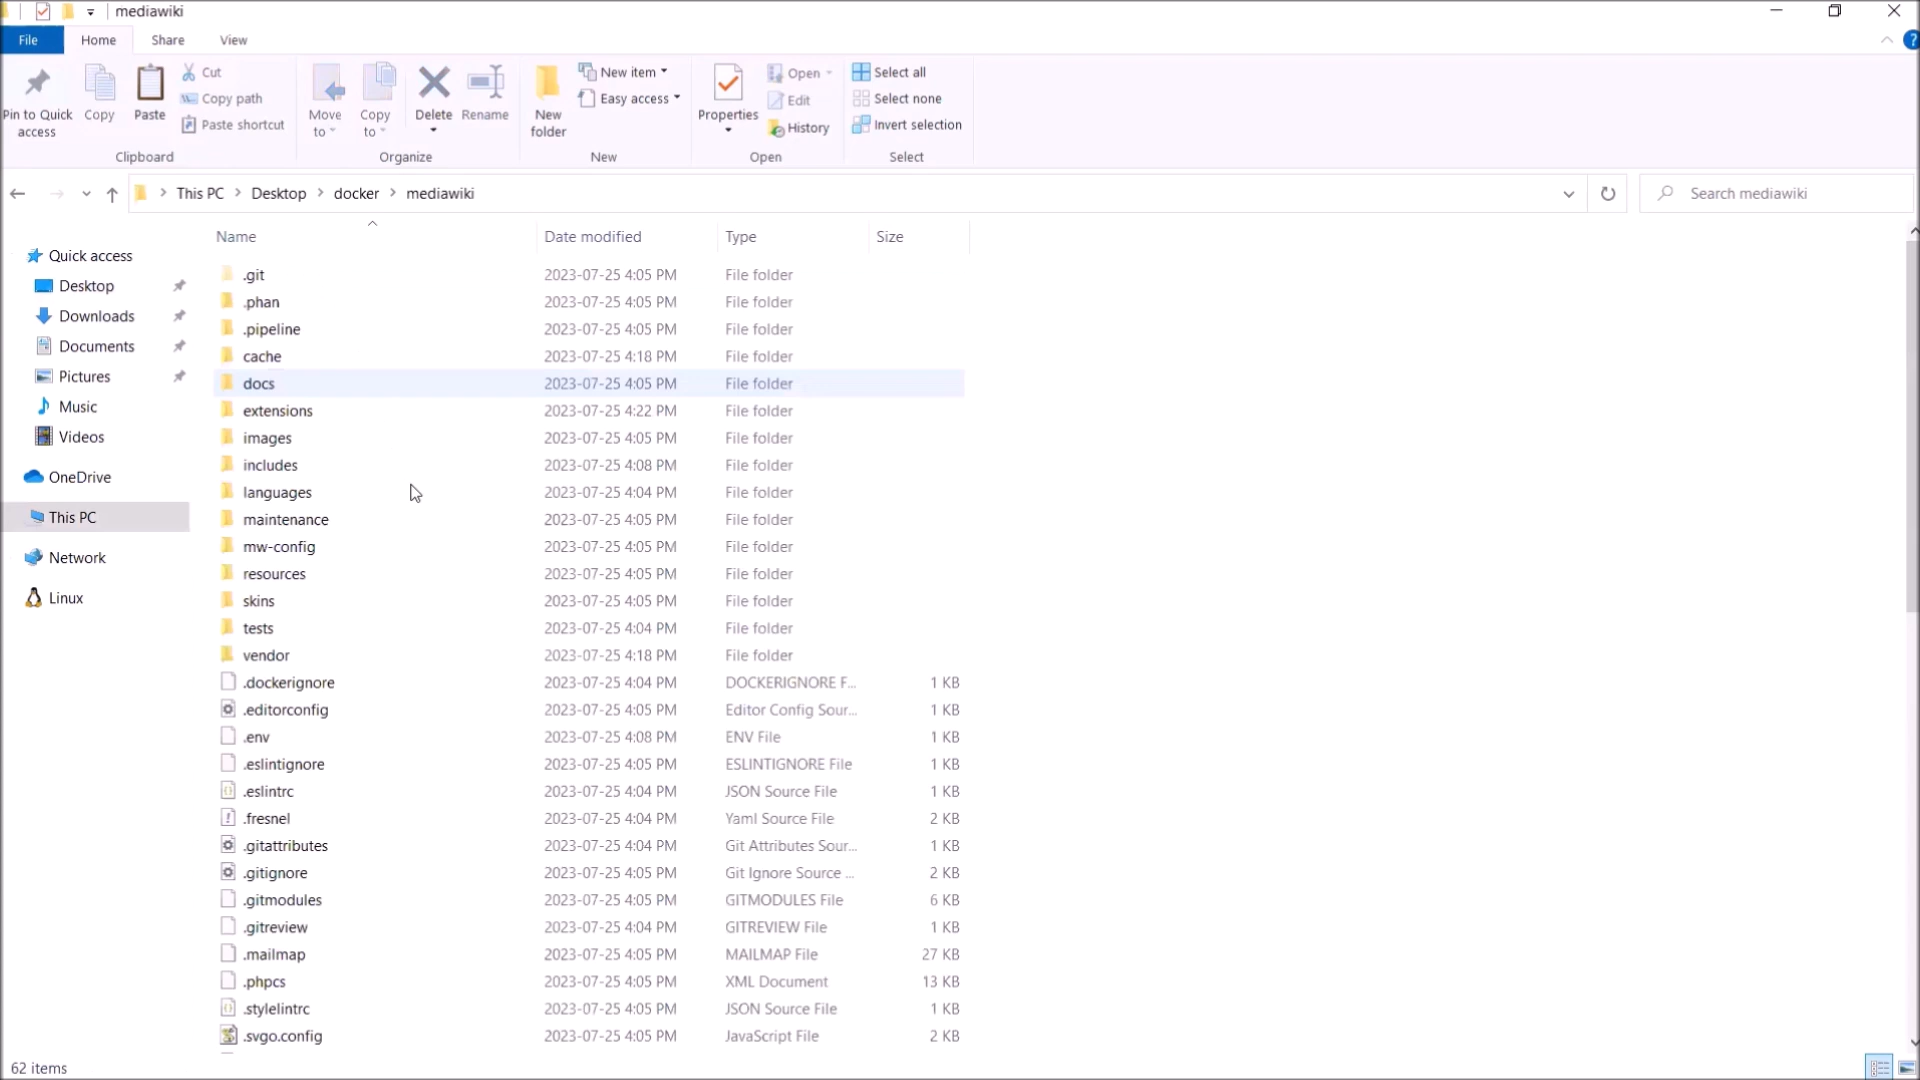 mediawiki
File Home Share View
Pin to Quick access
Copy
Paste
Cut
Copy path
Paste shortcut
Clipboard
Move to
Copy to
Delete
Rename
Organize
New folder
New item
Easy access
New
Properties
Open
Edit
History
Open
Select all
Select none
Invert selection
Select
This PC > Desktop > docker > mediawiki
Search mediawiki
Quick access
Desktop
Downloads
Documents
Pictures
Music
Videos
OneDrive
This PC
Network
Linux
Name Date modified Type Size
.git 2023-07-25 4:05 PM File folder
.phan 2023-07-25 4:05 PM File folder
.pipeline 2023-07-25 4:05 PM File folder
cache 2023-07-25 4:18 PM File folder
docs 2023-07-25 4:05 PM File folder
extensions 2023-07-25 4:22 PM File folder
images 2023-07-25 4:05 PM File folder
includes 2023-07-25 4:08 PM File folder
languages 2023-07-25 4:04 PM File folder
maintenance 2023-07-25 4:05 PM File folder
mw-config 2023-07-25 4:05 PM File folder
resources 2023-07-25 4:05 PM File folder
skins 2023-07-25 4:05 PM File folder
tests 2023-07-25 4:04 PM File folder
vendor 2023-07-25 4:18 PM File folder
.dockerignore 2023-07-25 4:04 PM DOCKERIGNORE F... 1 KB
.editorconfig 2023-07-25 4:05 PM Editor Config Sour... 1 KB
.env 2023-07-25 4:08 PM ENV File 1 KB
.eslintignore 2023-07-25 4:05 PM ESLINTIGNORE File 1 KB
.eslintrc 2023-07-25 4:04 PM JSON Source File 1 KB
.fresnel 2023-07-25 4:04 PM Yaml Source File 2 KB
.gitattributes 2023-07-25 4:04 PM Git Attributes Sour... 1 KB
.gitignore 2023-07-25 4:05 PM Git Ignore Source ... 2 KB
.gitmodules 2023-07-25 4:05 PM GITMODULES File 6 KB
.gitreview 2023-07-25 4:04 PM GITREVIEW File 1 KB
.mailmap 2023-07-25 4:05 PM MAILMAP File 27 KB
.phpcs 2023-07-25 4:05 PM XML Document 13 KB
.stylelintrc 2023-07-25 4:05 PM JSON Source File 1 KB
.svgo.config 2023-07-25 4:05 PM JavaScript File 2 KB
62 items